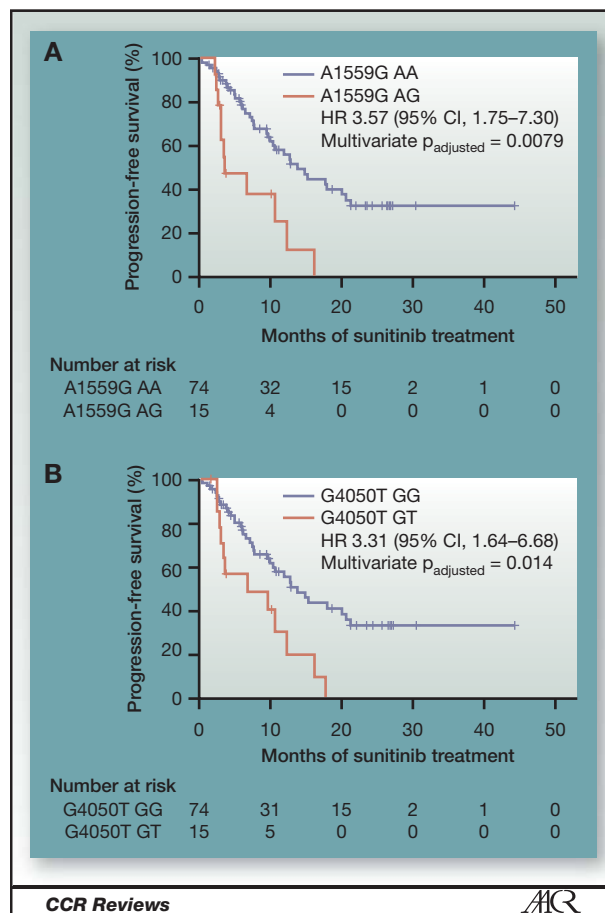 A
Progression-free survival (%)
100
80
60
40
20
0
A1559G AA
A1559G AG
HR 3.57 (95% CI, 1.75–7.30)
Multivariate padjusted = 0.0079
0 10 20 30 40 50
Months of sunitinib treatment
Number at risk
A1559G AA 74 32 15 2 1 0
A1559G AG 15 4 0 0 0 0
B
Progression-free survival (%)
100
80
60
40
20
0
G4050T GG
G4050T GT
HR 3.31 (95% CI, 1.64–6.68)
Multivariate padjusted = 0.014
0 10 20 30 40 50
Months of sunitinib treatment
Number at risk
G4050T GG 74 31 15 2 1 0
G4050T GT 15 5 0 0 0 0
CCR Reviews
AACR